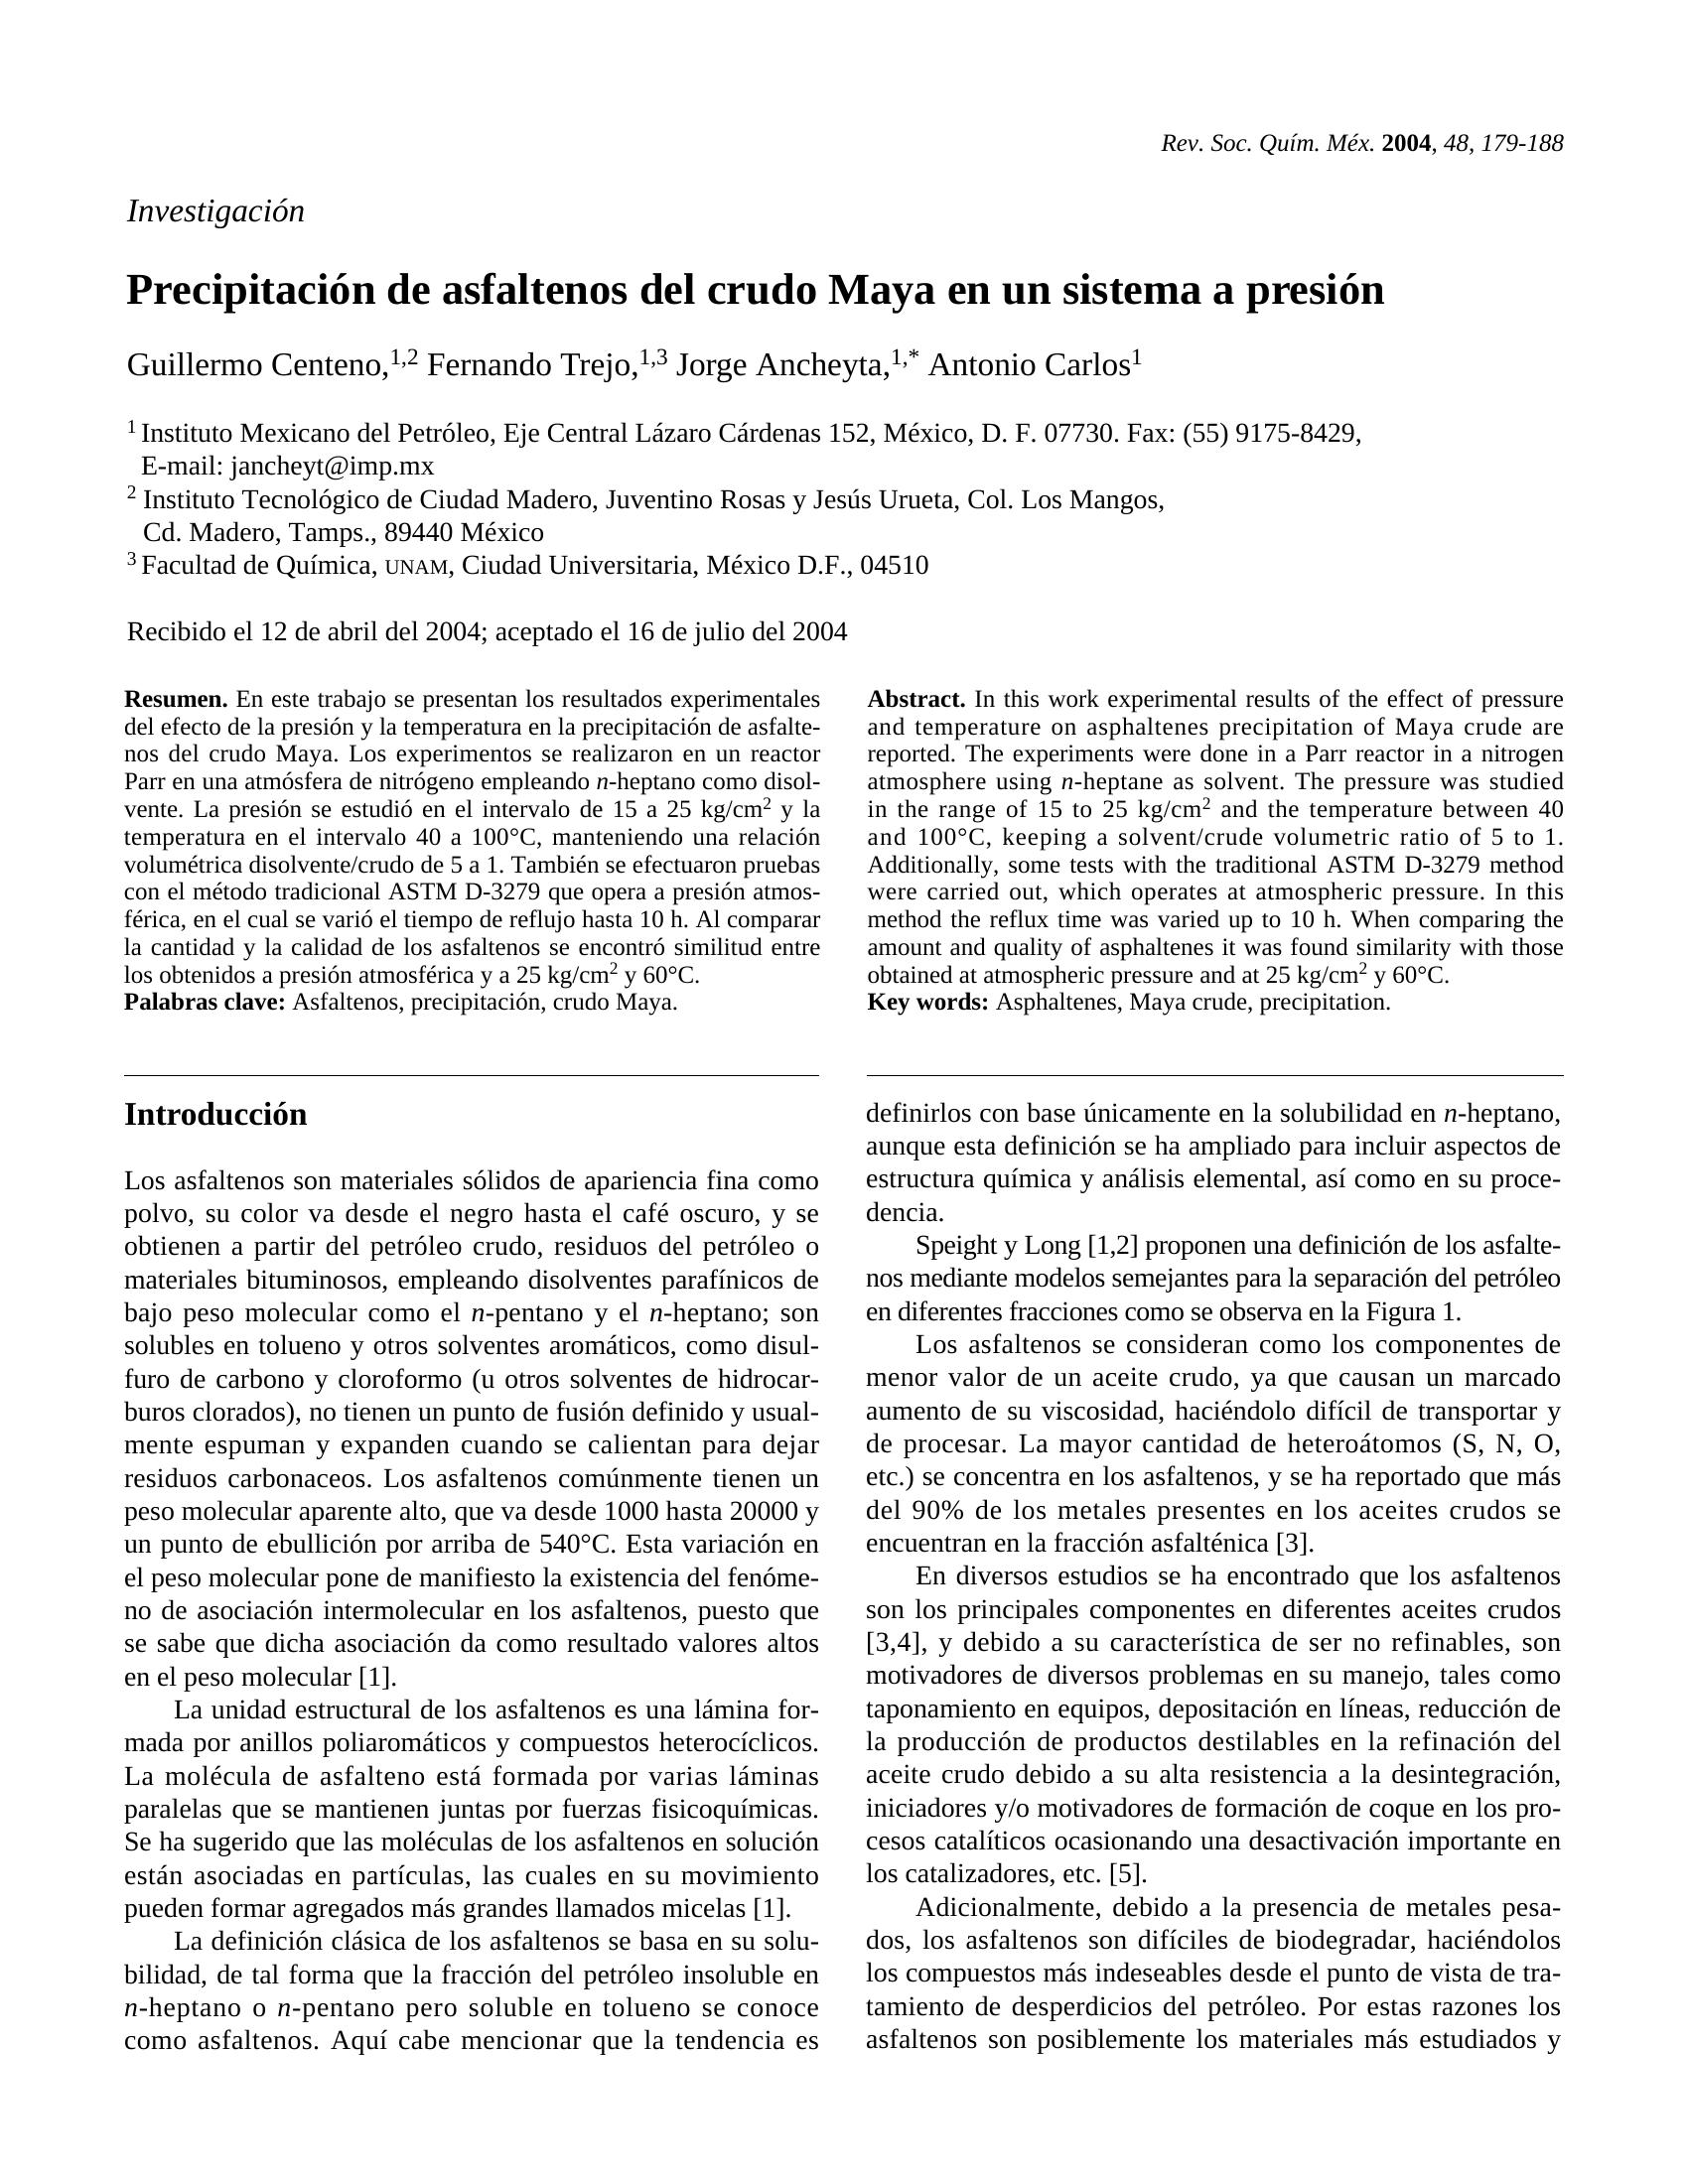 Rev. Soc. Quím. Méx. 2004, 48, 179-188
Investigación
Precipitación de asfaltenos del crudo Maya en un sistema a presión
Guillermo Centeno,1,2 Fernando Trejo,1,3 Jorge Ancheyta,1,* Antonio Carlos1
1 Instituto Mexicano del Petróleo, Eje Central Lázaro Cárdenas 152, México, D. F. 07730. Fax: (55) 9175-8429,
E-mail: jancheyt@imp.mx
2 Instituto Tecnológico de Ciudad Madero, Juventino Rosas y Jesús Urueta, Col. Los Mangos,
Cd. Madero, Tamps., 89440 México
3 Facultad de Química, UNAM, Ciudad Universitaria, México D.F., 04510
Recibido el 12 de abril del 2004; aceptado el 16 de julio del 2004
Resumen. En este trabajo se presentan los resultados experimentales
del efecto de la presión y la temperatura en la precipitación de asfalte-
nos del crudo Maya. Los experimentos se realizaron en un reactor
Parr en una atmósfera de nitrógeno empleando n-heptano como disol-
vente. La presión se estudió en el intervalo de 15 a 25 kg/cm2 y la
temperatura en el intervalo 40 a 100°C, manteniendo una relación
volumétrica disolvente/crudo de 5 a 1. También se efectuaron pruebas
con el método tradicional ASTM D-3279 que opera a presión atmos-
férica, en el cual se varió el tiempo de reflujo hasta 10 h. Al comparar
la cantidad y la calidad de los asfaltenos se encontró similitud entre
los obtenidos a presión atmosférica y a 25 kg/cm2 y 60°C.
Palabras clave: Asfaltenos, precipitación, crudo Maya.
Abstract. In this work experimental results of the effect of pressure
and temperature on asphaltenes precipitation of Maya crude are
reported. The experiments were done in a Parr reactor in a nitrogen
atmosphere using n-heptane as solvent. The pressure was studied
in the range of 15 to 25 kg/cm2 and the temperature between 40
and 100°C, keeping a solvent/crude volumetric ratio of 5 to 1.
Additionally, some tests with the traditional ASTM D-3279 method
were carried out, which operates at atmospheric pressure. In this
method the reflux time was varied up to 10 h. When comparing the
amount and quality of asphaltenes it was found similarity with those
obtained at atmospheric pressure and at 25 kg/cm2 y 60°C.
Key words: Asphaltenes, Maya crude, precipitation.
Introducción
Los asfaltenos son materiales sólidos de apariencia fina como
polvo, su color va desde el negro hasta el café oscuro, y se
obtienen a partir del petróleo crudo, residuos del petróleo o
materiales bituminosos, empleando disolventes parafínicos de
bajo peso molecular como el n-pentano y el n-heptano; son
solubles en tolueno y otros solventes aromáticos, como disul-
furo de carbono y cloroformo (u otros solventes de hidrocar-
buros clorados), no tienen un punto de fusión definido y usual-
mente espuman y expanden cuando se calientan para dejar
residuos carbonaceos. Los asfaltenos comúnmente tienen un
peso molecular aparente alto, que va desde 1000 hasta 20000 y
un punto de ebullición por arriba de 540°C. Esta variación en
el peso molecular pone de manifiesto la existencia del fenóme-
no de asociación intermolecular en los asfaltenos, puesto que
se sabe que dicha asociación da como resultado valores altos
en el peso molecular [1].
La unidad estructural de los asfaltenos es una lámina for-
mada por anillos poliaromáticos y compuestos heterocíclicos.
La molécula de asfalteno está formada por varias láminas
paralelas que se mantienen juntas por fuerzas fisicoquímicas.
Se ha sugerido que las moléculas de los asfaltenos en solución
están asociadas en partículas, las cuales en su movimiento
pueden formar agregados más grandes llamados micelas [1].
La definición clásica de los asfaltenos se basa en su solu-
bilidad, de tal forma que la fracción del petróleo insoluble en
n-heptano o n-pentano pero soluble en tolueno se conoce
como asfaltenos. Aquí cabe mencionar que la tendencia es
definirlos con base únicamente en la solubilidad en n-heptano,
aunque esta definición se ha ampliado para incluir aspectos de
estructura química y análisis elemental, así como en su proce-
dencia.
Speight y Long [1,2] proponen una definición de los asfalte-
nos mediante modelos semejantes para la separación del petróleo
en diferentes fracciones como se observa en la Figura 1.
Los asfaltenos se consideran como los componentes de
menor valor de un aceite crudo, ya que causan un marcado
aumento de su viscosidad, haciéndolo difícil de transportar y
de procesar. La mayor cantidad de heteroátomos (S, N, O,
etc.) se concentra en los asfaltenos, y se ha reportado que más
del 90% de los metales presentes en los aceites crudos se
encuentran en la fracción asfalténica [3].
En diversos estudios se ha encontrado que los asfaltenos
son los principales componentes en diferentes aceites crudos
[3,4], y debido a su característica de ser no refinables, son
motivadores de diversos problemas en su manejo, tales como
taponamiento en equipos, depositación en líneas, reducción de
la producción de productos destilables en la refinación del
aceite crudo debido a su alta resistencia a la desintegración,
iniciadores y/o motivadores de formación de coque en los pro-
cesos catalíticos ocasionando una desactivación importante en
los catalizadores, etc. [5].
Adicionalmente, debido a la presencia de metales pesa-
dos, los asfaltenos son difíciles de biodegradar, haciéndolos
los compuestos más indeseables desde el punto de vista de tra-
tamiento de desperdicios del petróleo. Por estas razones los
asfaltenos son posiblemente los materiales más estudiados y